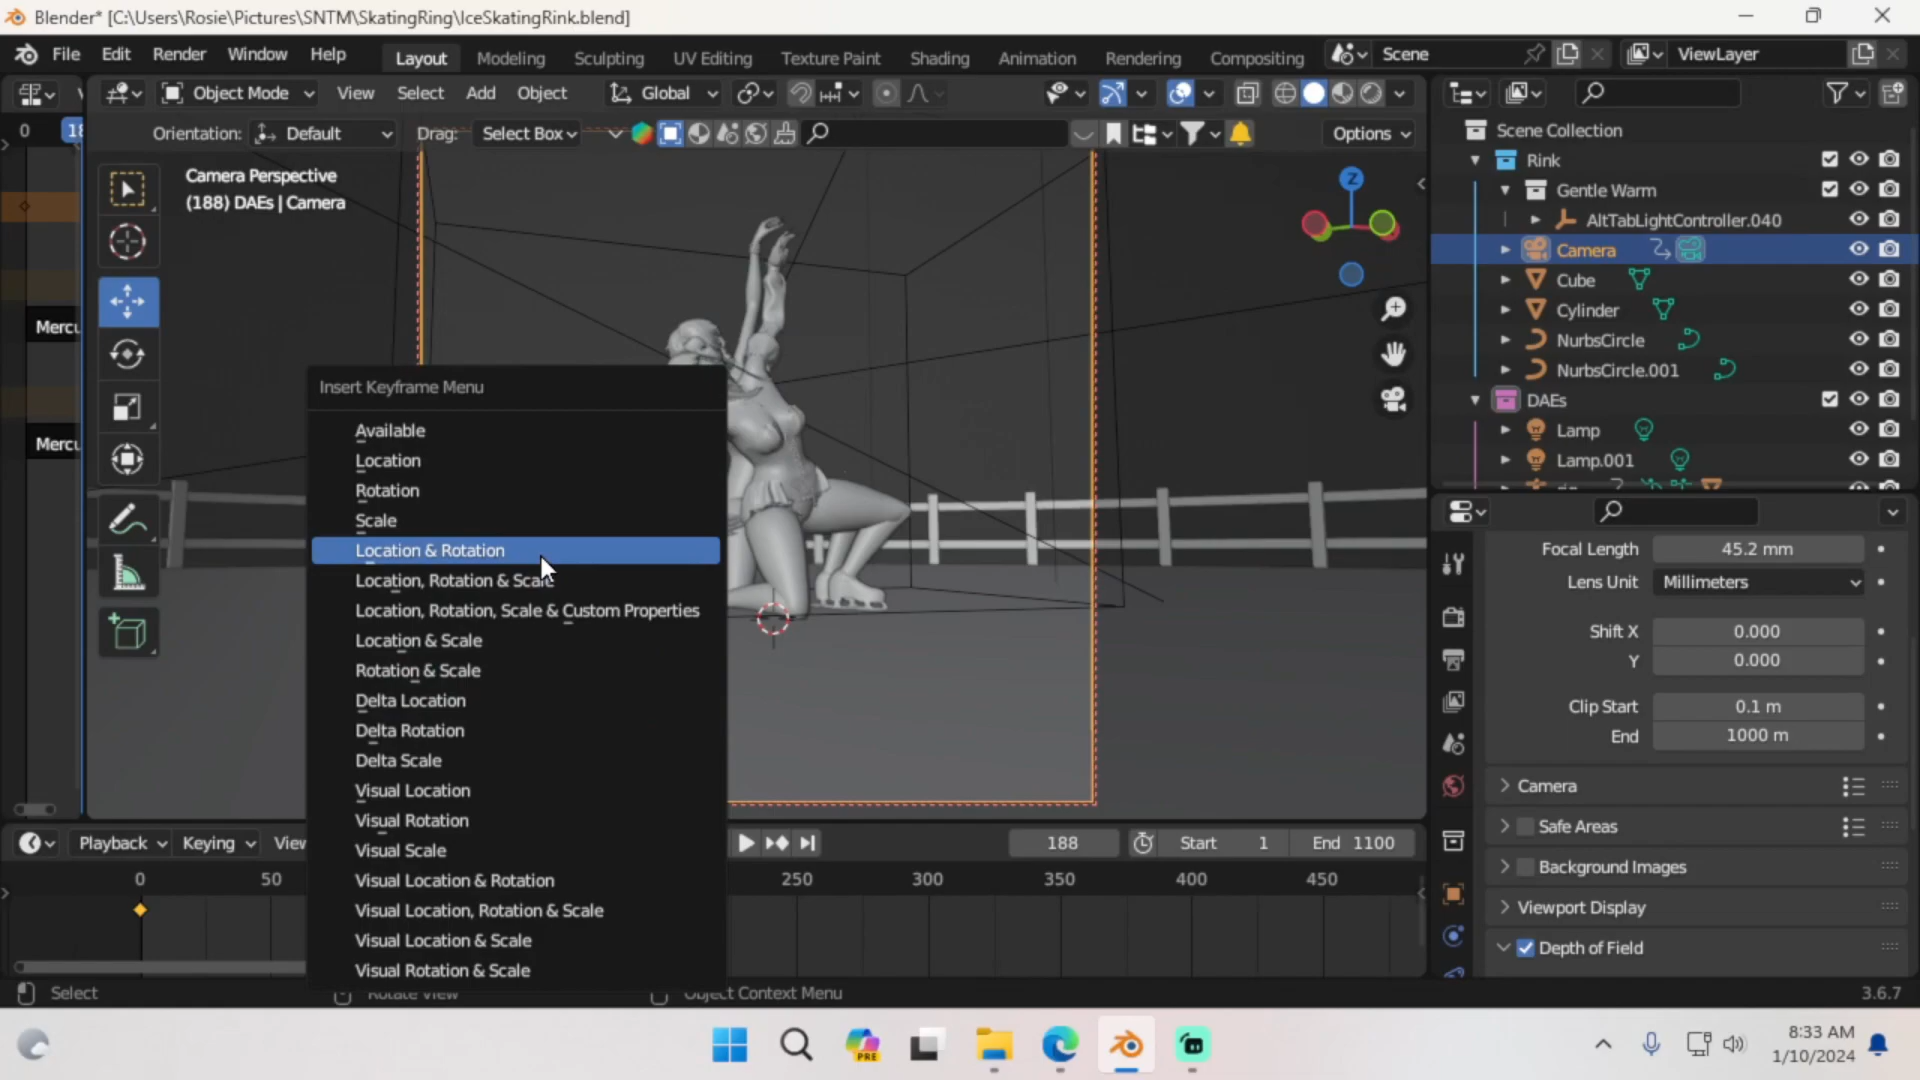 Blender* [C:\Users\Rosie\Pictures\SNTM\SkatingRing\IceSkatingRink.blend]
File Edit Render Window Help Layout Modeling Sculpting UV Editing Texture Paint Shading Animation Rendering Compositing Scene ViewLayer
Object Mode View Select Add Object Global
0 18 Orientation: Default Drag: Select Box Options
Camera Perspective
(188) DAEs | Camera
Z
Mercu
Mercu
Insert Keyframe Menu
Available
Location
Rotation
Scale
Location & Rotation
Location, Rotation & Scale
Location, Rotation, Scale & Custom Properties
Location & Scale
Rotation & Scale
Delta Location
Delta Rotation
Delta Scale
Visual Location
Visual Rotation
Visual Scale
Visual Location & Rotation
Visual Location, Rotation & Scale
Visual Location & Scale
Visual Rotation & Scale
Scene Collection
Rink
Gentle Warm
AltTabLightController.040
Camera
Cube
Cylinder
NurbsCircle
NurbsCircle.001
DAEs
Lamp
Lamp.001
Focal Length 45.2 mm
Lens Unit Millimeters
Shift X 0.000
Y 0.000
Clip Start 0.1 m
End 1000 m
Camera
Safe Areas
Background Images
Viewport Display
Depth of Field
Playback Keying View 188 Start 1 End 1100
0 50 250 300 350 400 450
Select Rotate View Object Context Menu 3.6.7
PRE
8:33 AM
1/10/2024